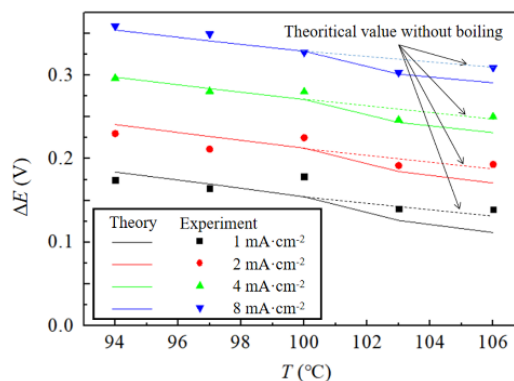 Theoritical value without boiling
0.3
0.2
0.1
0.0
ΔE (V)
Theory Experiment
1 mA·cm-2
2 mA·cm-2
4 mA·cm-2
8 mA·cm-2
94 96 98 100 102 104 106
T (℃)